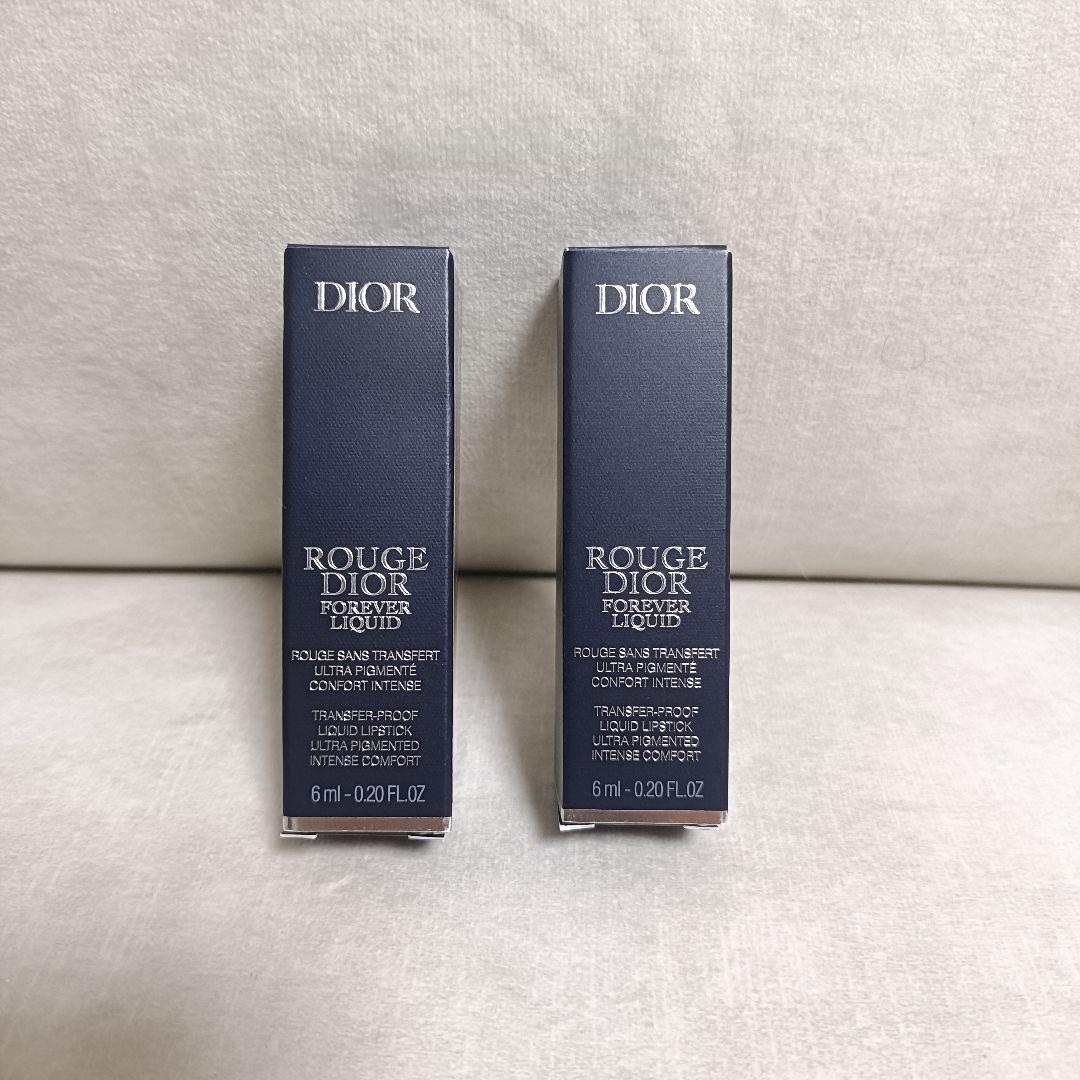 DIOR
ROUGE
DIOR
FOREVER
LIQUID
ROUGE SANS TRANSFERT
ULTRA PIGMENTÉ
CONFORT INTENSE
TRANSFER-PROOF
LIQUID LIPSTICK
ULTRA PIGMENTED
INTENSE COMFORT
6 ml - 0.20 FL.OZ
DIOR
ROUGE
DIOR
FOREVER
LIQUID
ROUGE SANS TRANSFERT
ULTRA PIGMENTÉ
CONFORT INTENSE
TRANSFER-PROOF
LIQUID LIPSTICK
ULTRA PIGMENTED
INTENSE COMFORT
6 ml - 0.20 FL.OZ